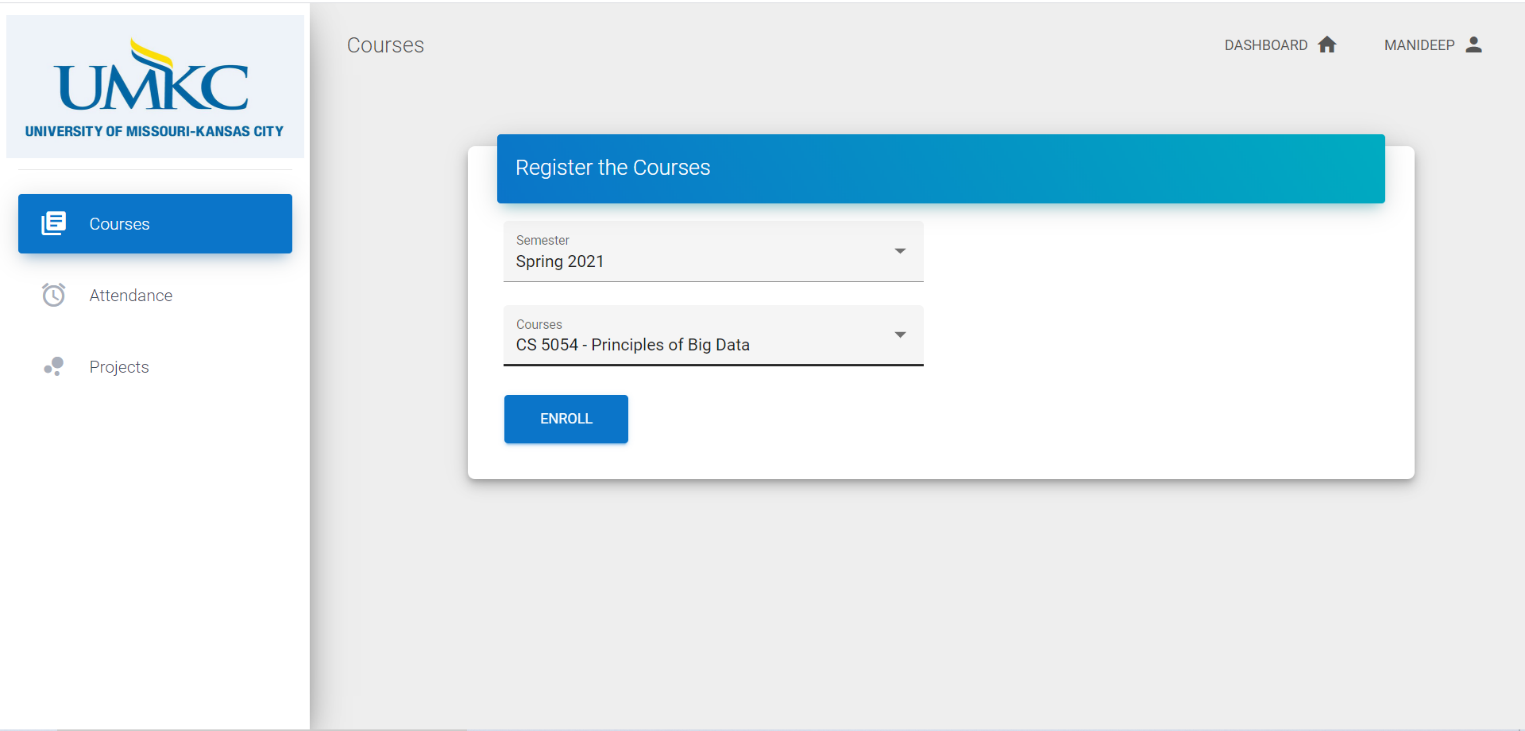 UMKC
UNIVERSITY OF MISSOURI-KANSAS CITY
Courses
Attendance
Projects
Courses
DASHBOARD
MANIDEEP
Register the Courses
Semester
Spring 2021
Courses
CS 5054 - Principles of Big Data
ENROLL